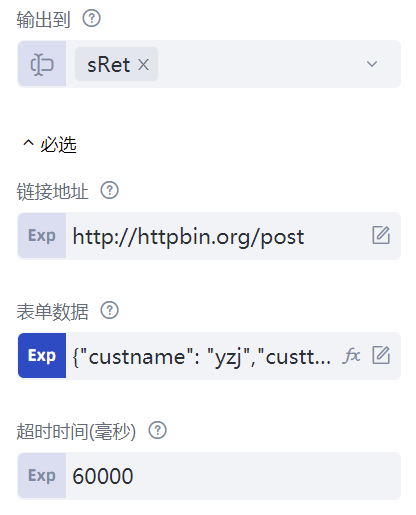 输出到
sRet
必选
链接地址
Exp http://httpbin.org/post
表单数据
Exp {"custname": "yzj","custt... fx
超时时间(毫秒)
Exp 60000